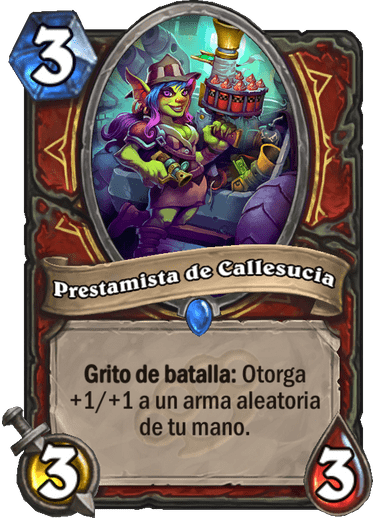 3
Prestamista de Callesucia
Grito de batalla: Otorga
+1/+1 a un arma aleatoria
de tu mano.
3
3